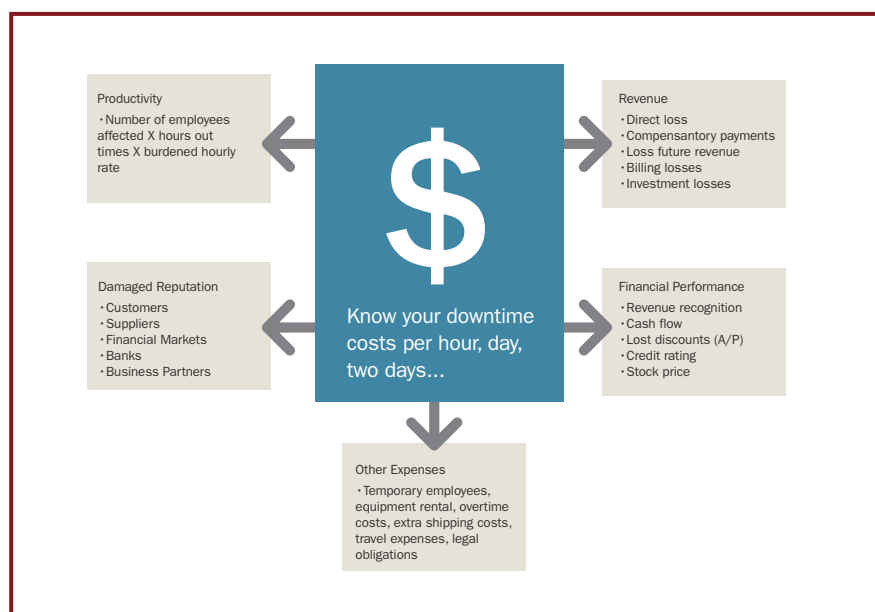 Productivity
·Number of employees
affected X hours out
times X burdened hourly
rate
Revenue
·Direct loss
·Compensantory payments
·Loss future revenue
·Billing losses
·Investment losses
$
Know your downtime
costs per hour, day,
two days...
Damaged Reputation
·Customers
·Suppliers
·Financial Markets
·Banks
·Business Partners
Financial Performance
·Revenue recognition
·Cash flow
·Lost discounts (A/P)
·Credit rating
·Stock price
Other Expenses
·Temporary employees,
equipment rental, overtime
costs, extra shipping costs,
travel expenses, legal
obligations